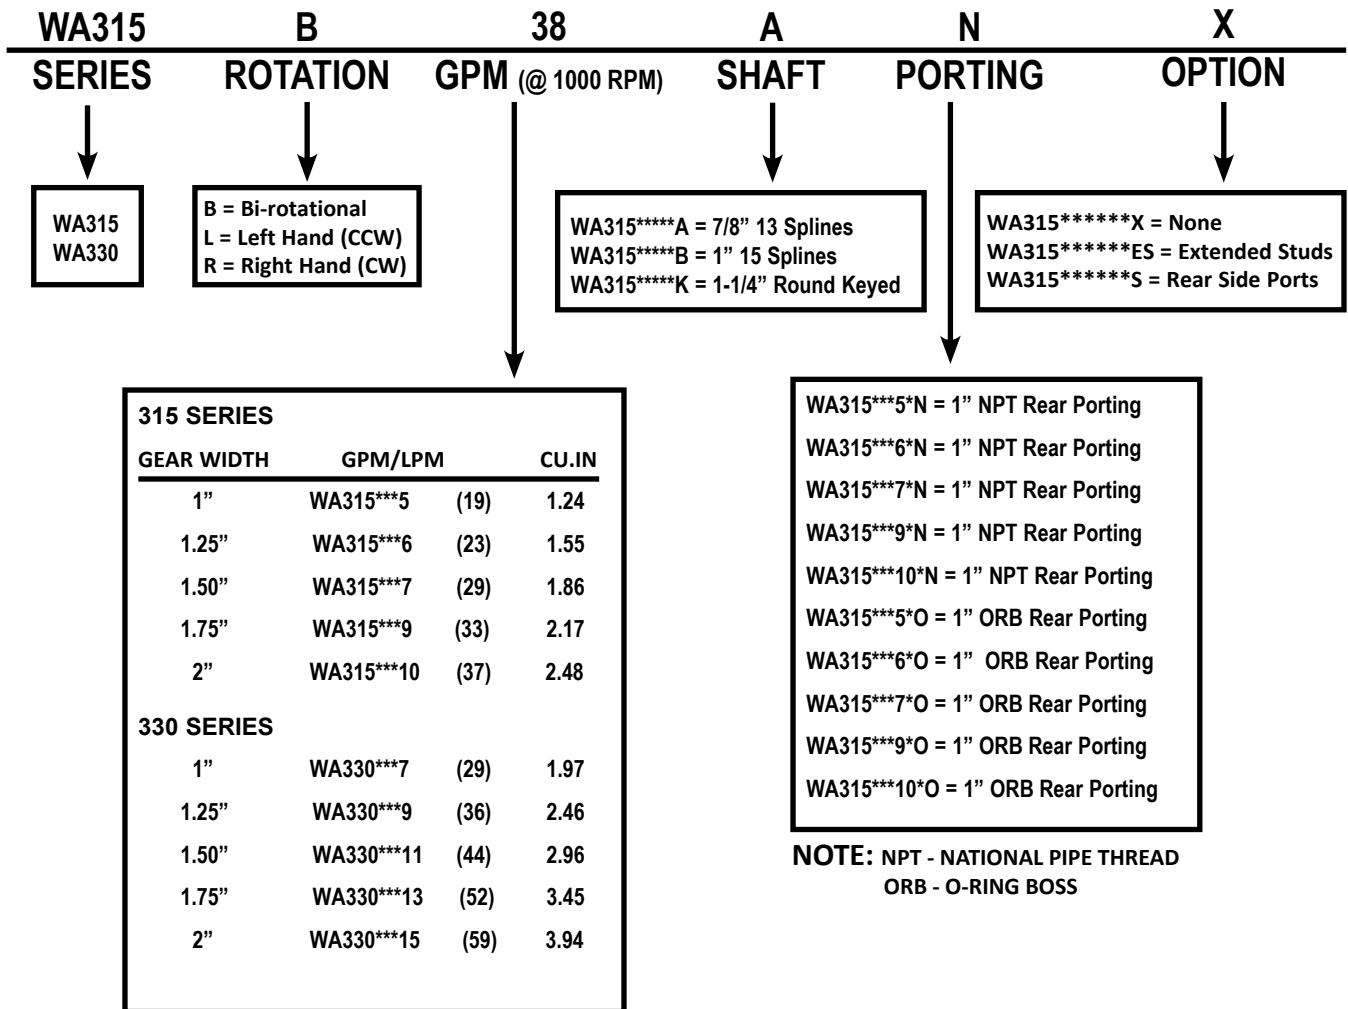 WA315 B 38 A N X
SERIES ROTATION GPM (@ 1000 RPM) SHAFT PORTING OPTION
WA315
WA330
B = Bi-rotational
L = Left Hand (CCW)
R = Right Hand (CW)
WA315*****A = 7/8” 13 Splines
WA315*****B = 1” 15 Splines
WA315*****K = 1-1/4” Round Keyed
WA315******X = None
WA315******ES = Extended Studs
WA315******S = Rear Side Ports
315 SERIES
GEAR WIDTH GPM/LPM CU.IN
1” WA315***5 (19) 1.24
1.25” WA315***6 (23) 1.55
1.50” WA315***7 (29) 1.86
1.75” WA315***9 (33) 2.17
2” WA315***10 (37) 2.48
330 SERIES
1” WA330***7 (29) 1.97
1.25” WA330***9 (36) 2.46
1.50” WA330***11 (44) 2.96
1.75” WA330***13 (52) 3.45
2” WA330***15 (59) 3.94
WA315***5*N = 1” NPT Rear Porting
WA315***6*N = 1” NPT Rear Porting
WA315***7*N = 1” NPT Rear Porting
WA315***9*N = 1” NPT Rear Porting
WA315***10*N = 1” NPT Rear Porting
WA315***5*O = 1” ORB Rear Porting
WA315***6*O = 1” ORB Rear Porting
WA315***7*O = 1” ORB Rear Porting
WA315***9*O = 1” ORB Rear Porting
WA315***10*O = 1” ORB Rear Porting
NOTE: NPT - NATIONAL PIPE THREAD
ORB - O-RING BOSS